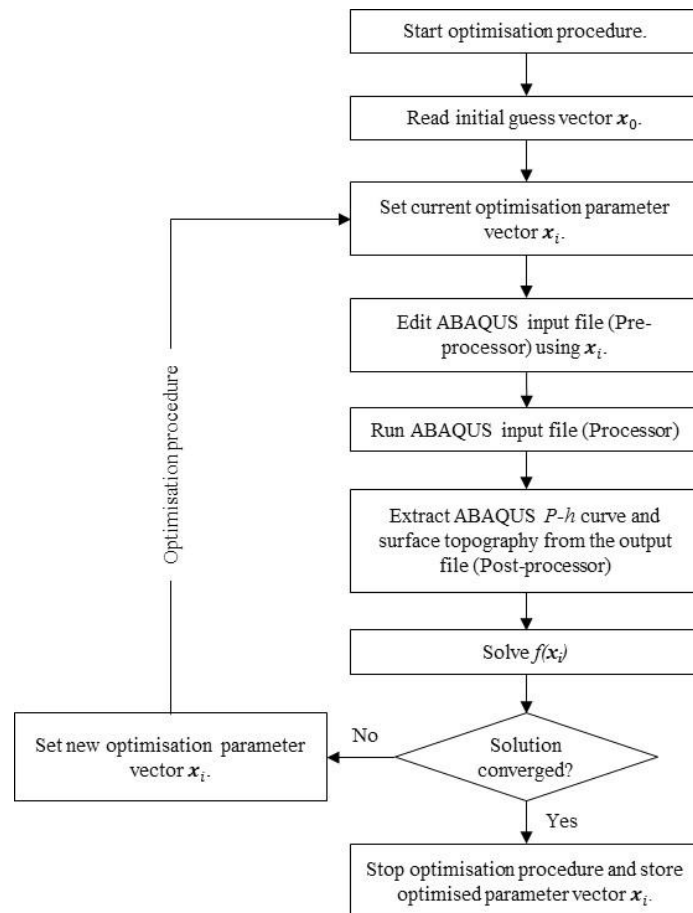 Start optimisation procedure.
Read initial guess vector x₀.
Set current optimisation parameter
vector xᵢ.
Edit ABAQUS input file (Pre-
processor) using xᵢ.
Run ABAQUS input file (Processor)
Extract ABAQUS P-h curve and
surface topography from the output
file (Post-processor)
Solve f(xᵢ)
Solution
converged?
No
Set new optimisation parameter
vector xᵢ.
Optimisation procedure
Yes
Stop optimisation procedure and store
optimised parameter vector xᵢ.